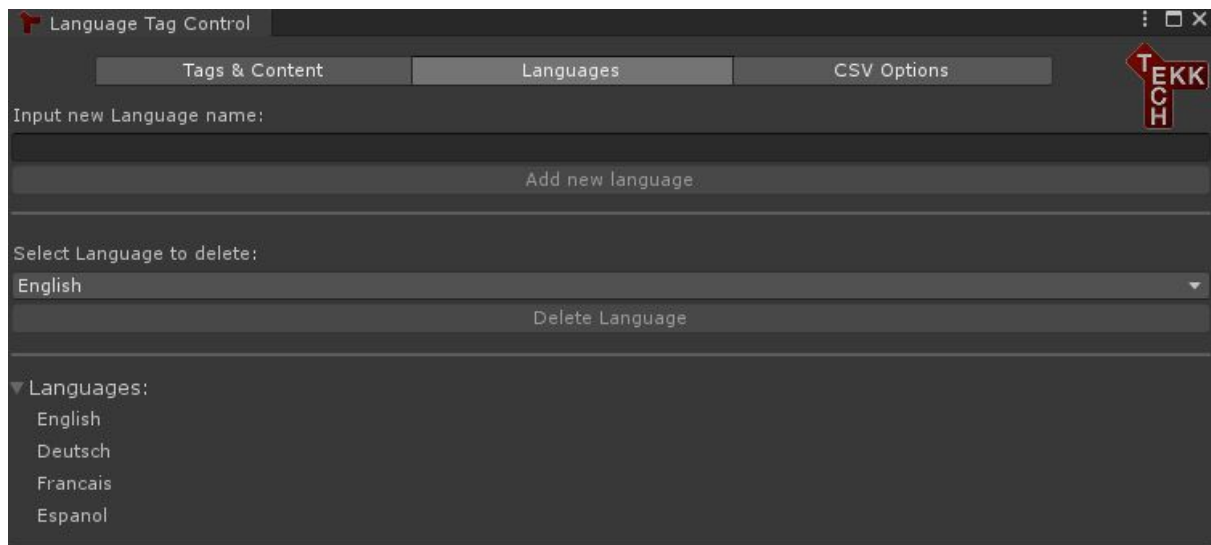 Language Tag Control
Tags & Content Languages CSV Options
TEKK
TECH
Input new Language name:
Add new language
Select Language to delete:
English
Delete Language
Languages:
English
Deutsch
Francais
Espanol